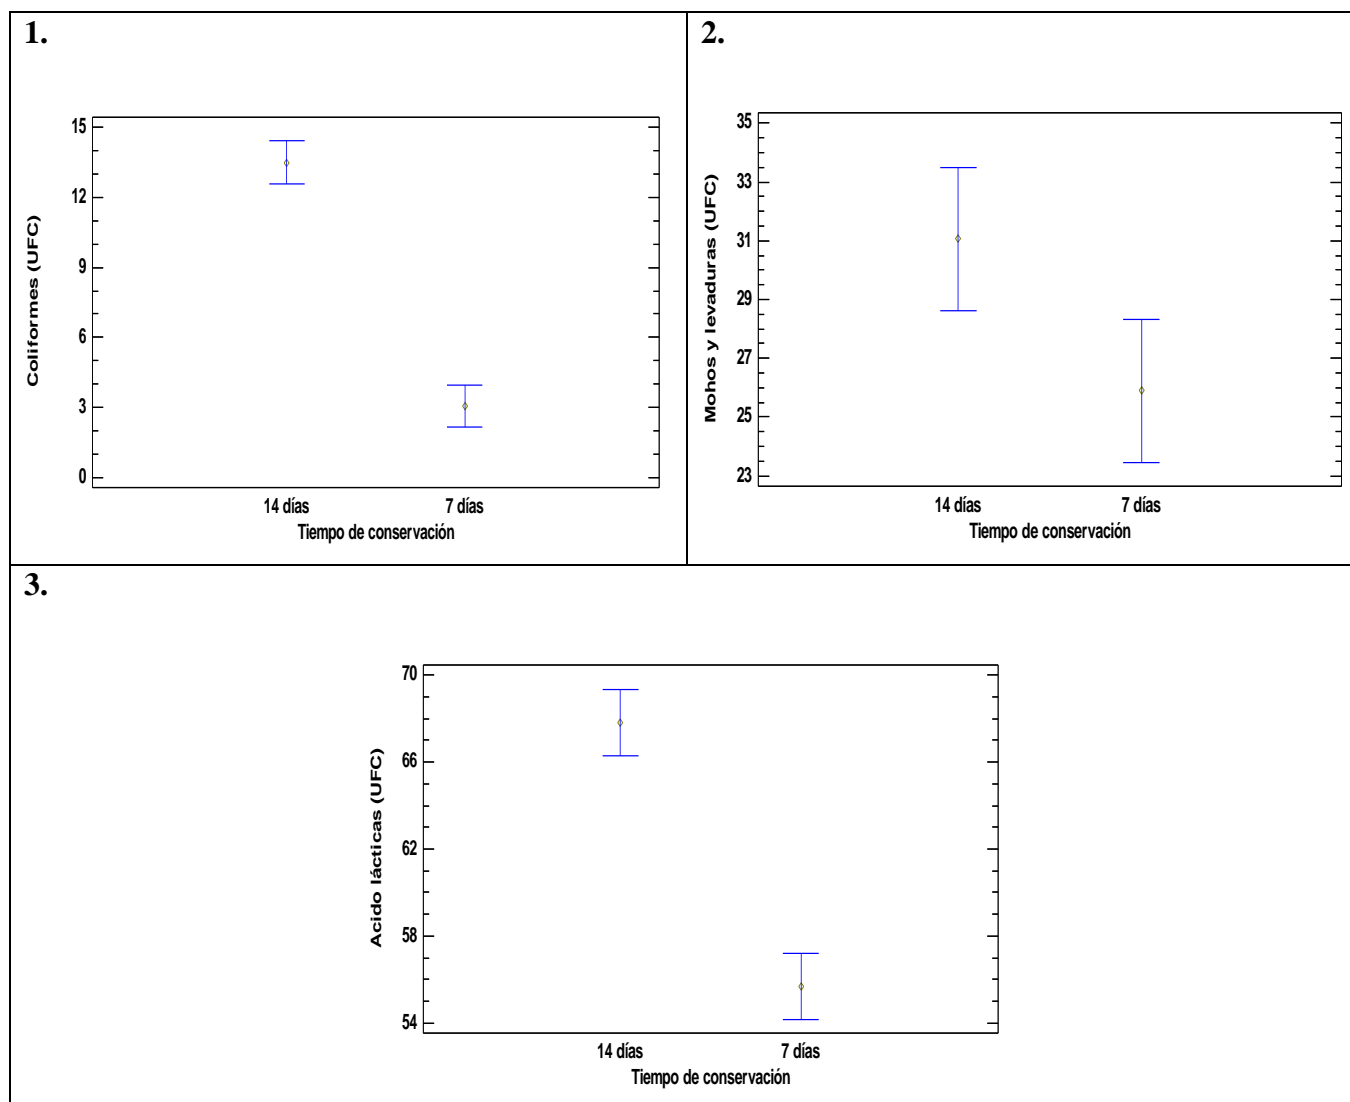 1.
Coliformes (UFC)
15
12
9
6
3
0
14 días 7 días
Tiempo de conservación
2.
Mohos y levaduras (UFC)
35
33
31
29
27
25
23
14 días 7 días
Tiempo de conservación
3.
Acido lácticas (UFC)
70
66
62
58
54
14 días 7 días
Tiempo de conservación